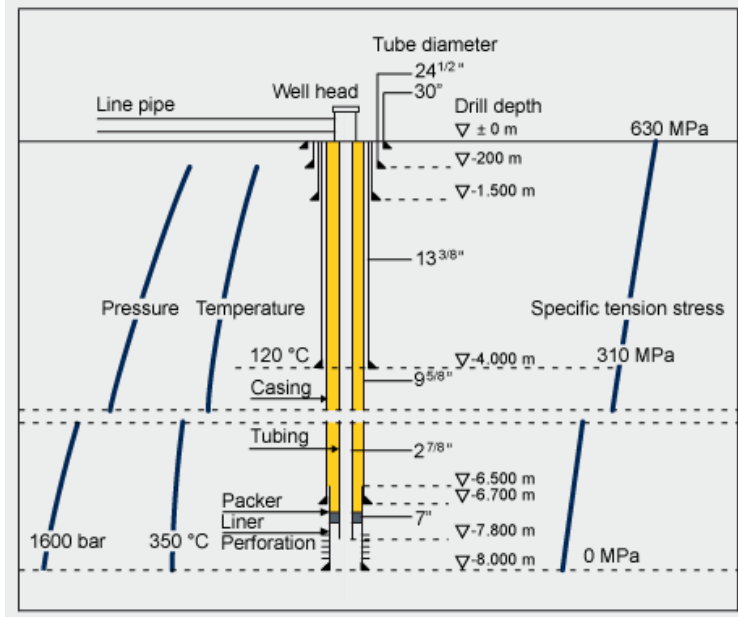 Tube diameter
24 1/2"
Well head
30"
Line pipe
Drill depth
± 0 m
630 MPa
-200 m
-1.500 m
13 3/8"
Pressure
Temperature
Specific tension stress
120 °C
-4.000 m
310 MPa
9 5/8"
Casing
Tubing
2 7/8"
-6.500 m
-6.700 m
Packer
7"
Liner
-7.800 m
1600 bar
350 °C
Perforation
-8.000 m
0 MPa